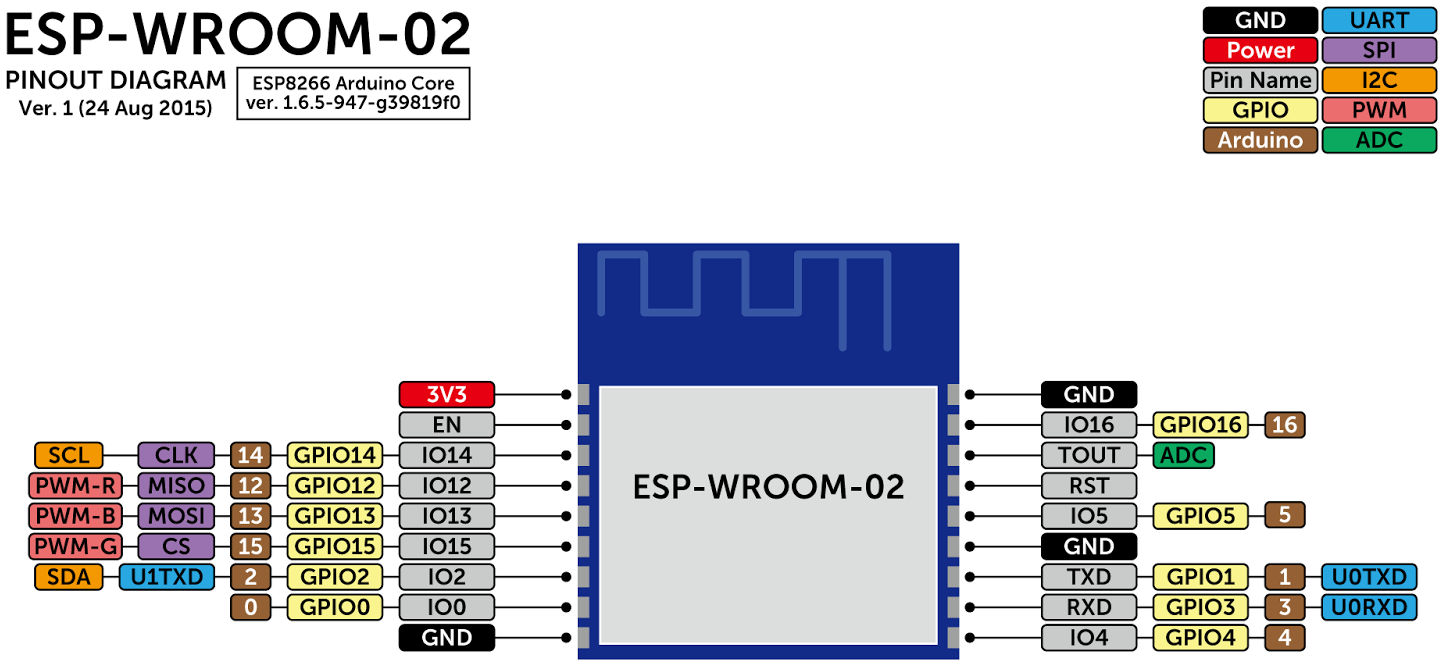 ESP-WROOM-02
PINOUT DIAGRAM
Ver. 1 (24 Aug 2015)
ESP8266 Arduino Core
ver. 1.6.5-947-g39819f0
GND UART
Power SPI
Pin Name I2C
GPIO PWM
Arduino ADC
3V3 GND
EN IO16 GPIO16 16
SCL CLK 14 GPIO14 IO14 TOUT ADC
PWM-R MISO 12 GPIO12 IO12 ESP-WROOM-02 RST
PWM-B MOSI 13 GPIO13 IO13 IO5 GPIO5 5
PWM-G CS 15 GPIO15 IO15 GND
SDA U1TXD 2 GPIO2 IO2 TXD GPIO1 1 U0TXD
0 GPIO0 IO0 RXD GPIO3 3 U0RXD
GND IO4 GPIO4 4